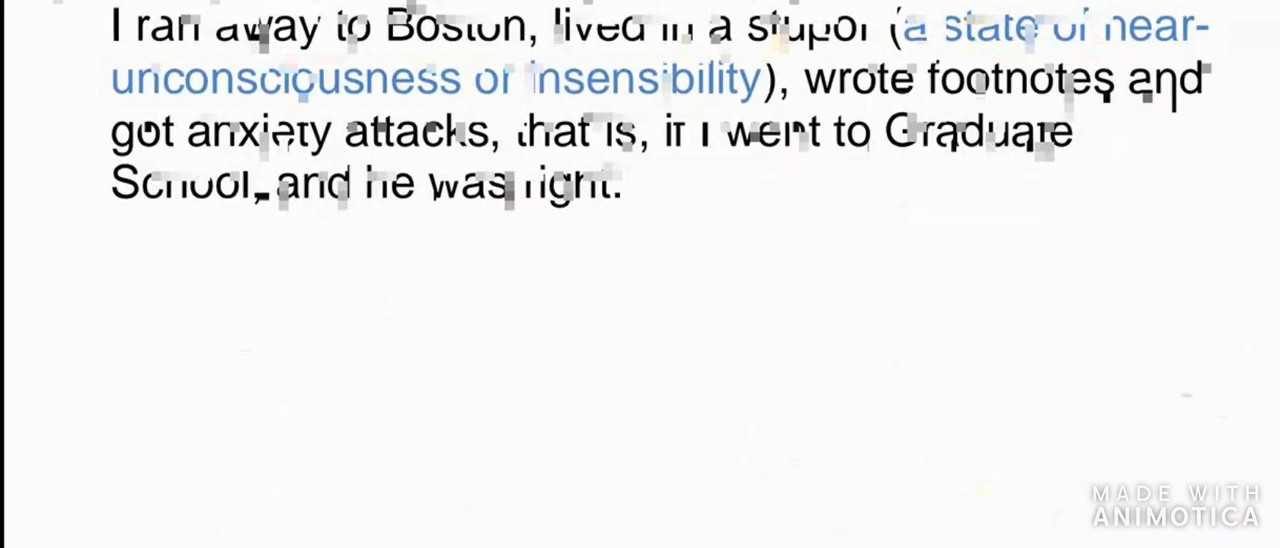 I ran away to Boston, lived in a stupor (a state of near-
unconsciousness or insensibility), wrote footnotes and
got anxiety attacks, that is, if I went to Graduate
School, and he was right.
MADE WITH
ANIMOTICA